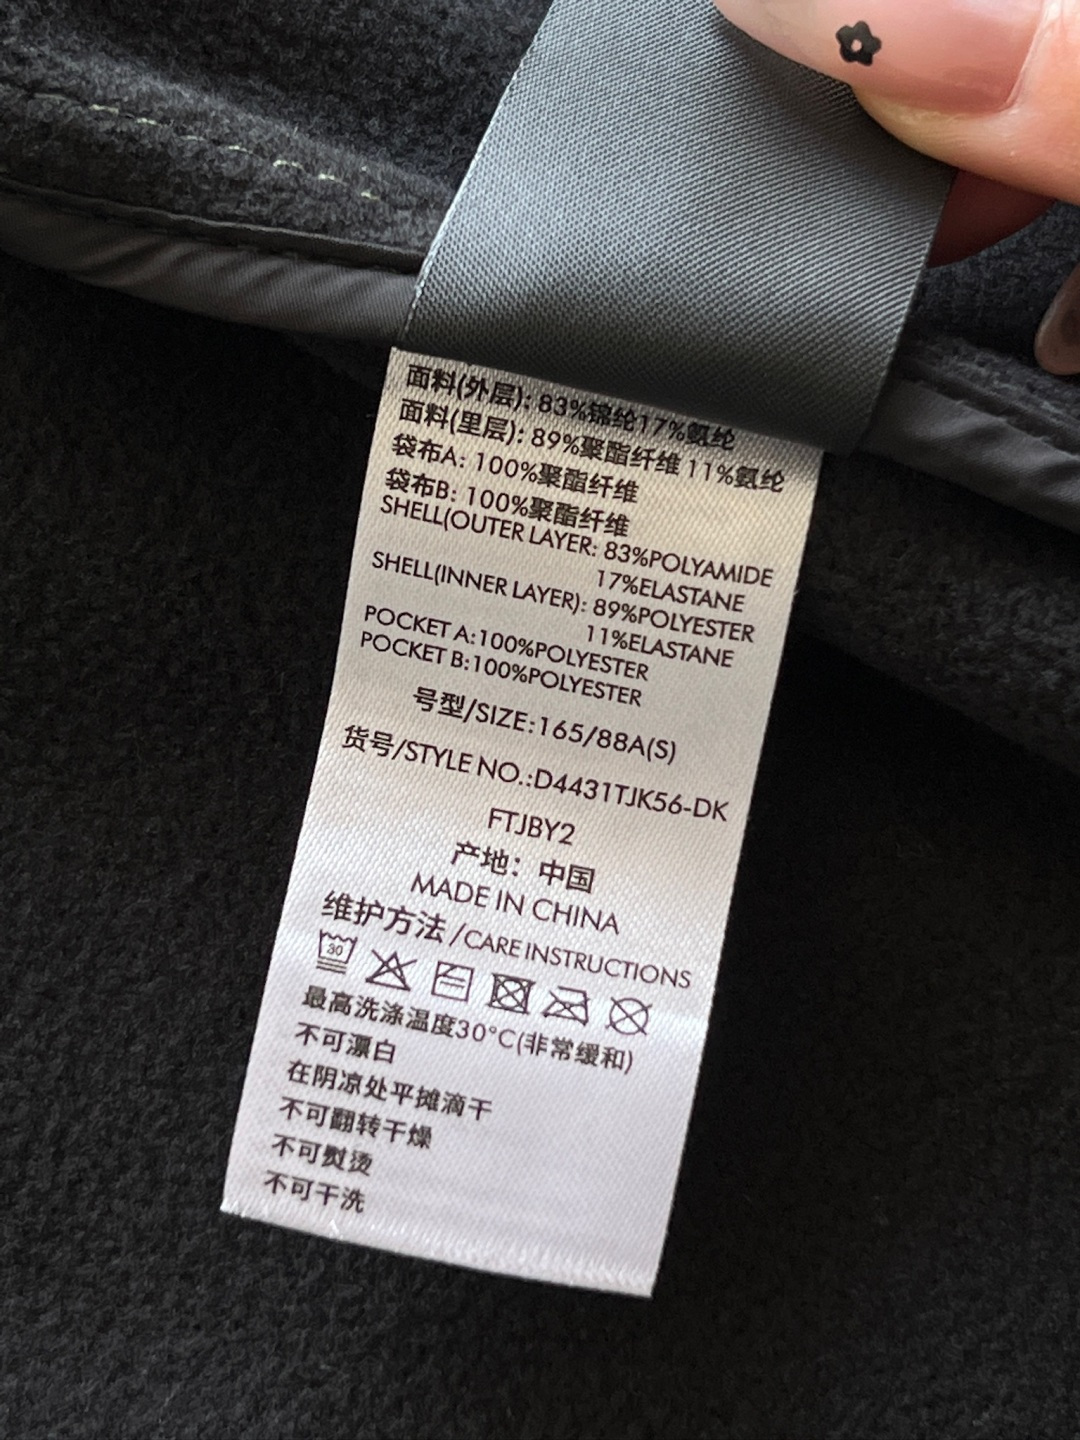 面料(外层): 83%锦纶17%氨纶
面料(里层): 89%聚酯纤维 11%氨纶
袋布A: 100%聚酯纤维
袋布B: 100%聚酯纤维
SHELL(OUTER LAYER: 83%POLYAMIDE
17%ELASTANE
SHELL(INNER LAYER): 89%POLYESTER
11%ELASTANE
POCKET A:100%POLYESTER
POCKET B:100%POLYESTER
号型/SIZE:165/88A(S)
货号/STYLE NO.:D4431TJK56-DK
FTJBY2
产地: 中国
MADE IN CHINA
维护方法/CARE INSTRUCTIONS
30
最高洗涤温度30°C(非常缓和)
不可漂白
在阴凉处平摊滴干
不可翻转干燥
不可熨烫
不可干洗